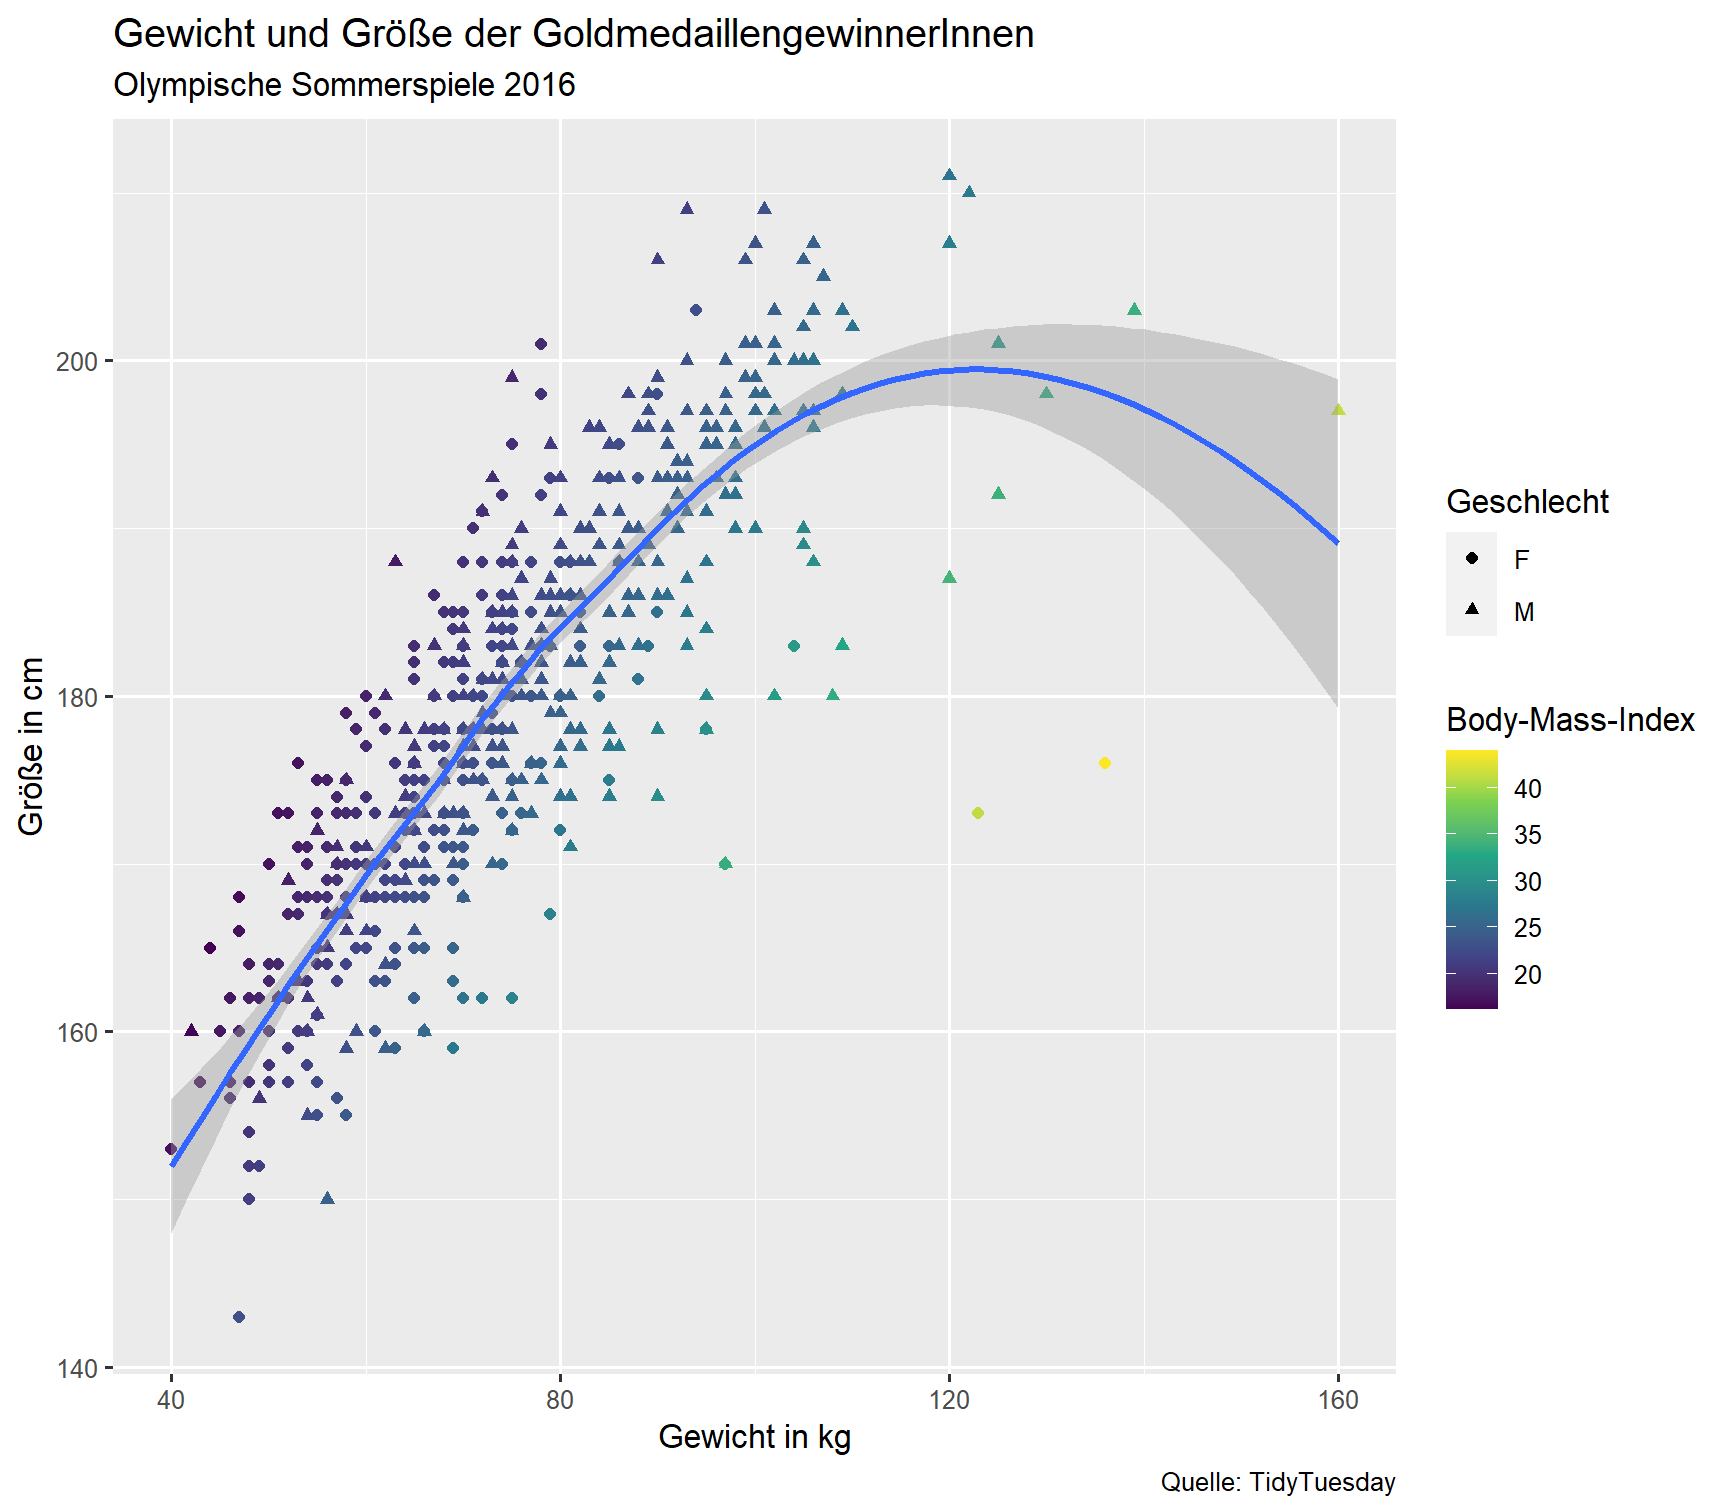 Gewicht und Größe der GoldmedaillengewinnerInnen
Olympische Sommerspiele 2016
Größe in cm
200
180
160
140
40
80
120
160
Gewicht in kg
Geschlecht
F
M
Body-Mass-Index
40
35
30
25
20
Quelle: TidyTuesday